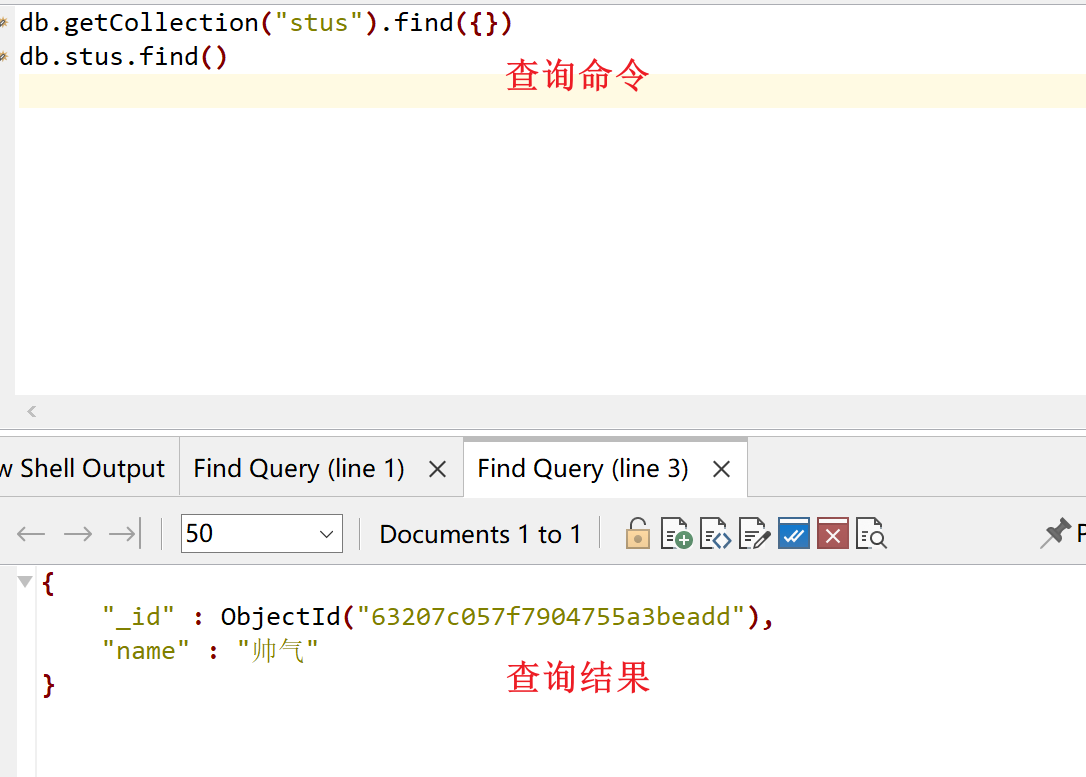 db.getCollection("stus").find({})
db.stus.find()
查询命令
w Shell Output
Find Query (line 1)
Find Query (line 3)
50
Documents 1 to 1
P
{
"_id" : ObjectId("63207c057f7904755a3beadd"),
"name" : "帅气"
}
查询结果